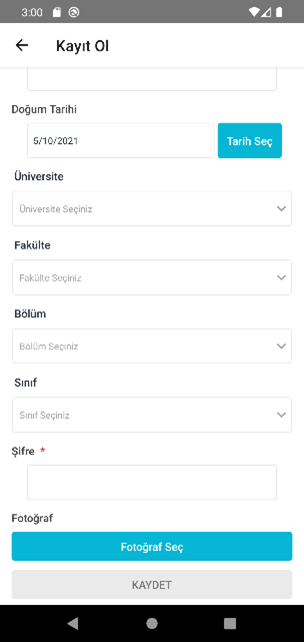 3:00
Kayıt Ol
Doğum Tarihi
5/10/2021
Tarih Seç
Üniversite
Üniversite Seçiniz
Fakülte
Fakülte Seçiniz
Bölüm
Bölüm Seçiniz
Sınıf
Sınıf Seçiniz
Şifre *
Fotoğraf
Fotoğraf Seç
KAYDET